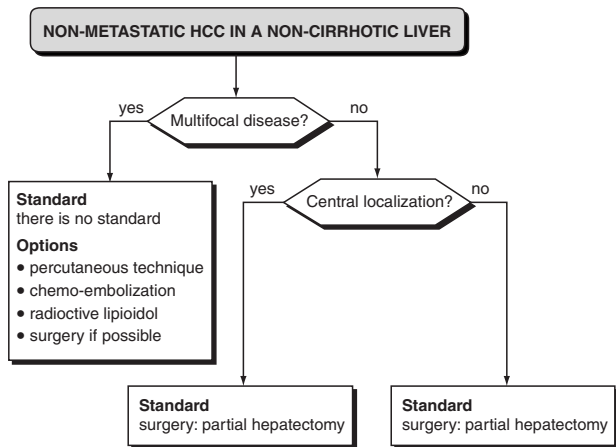 NON-METASTATIC HCC IN A NON-CIRRHOTIC LIVER
yes
no
Multifocal disease?
Standard
there is no standard
Options
• percutaneous technique
• chemo-embolization
• radioctive lipioidol
• surgery if possible
yes
no
Central localization?
Standard
surgery: partial hepatectomy
Standard
surgery: partial hepatectomy